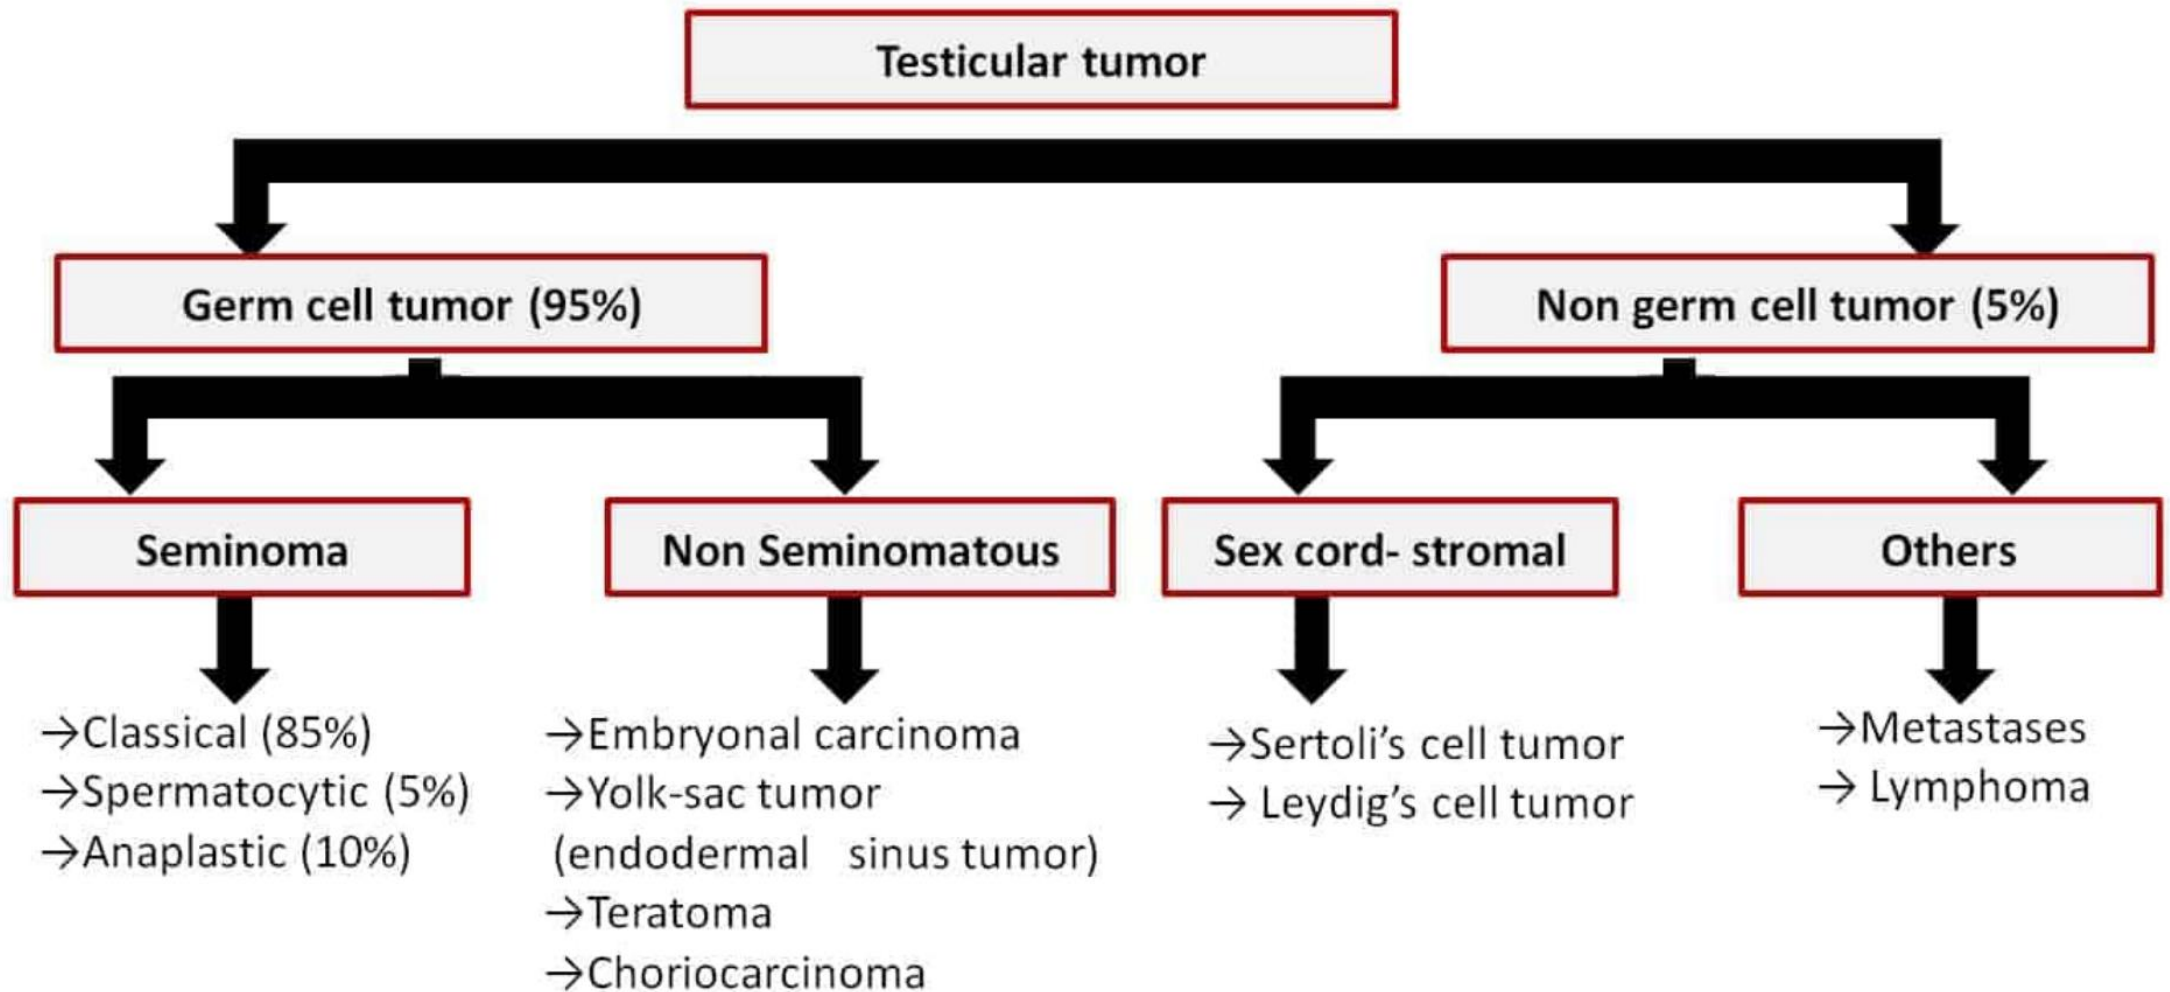 Testicular tumor
Germ cell tumor (95%)
Non germ cell tumor (5%)
Seminoma
Non Seminomatous
Sex cord- stromal
Others
→Classical (85%)
→Spermatocytic (5%)
→Anaplastic (10%)
→Embryonal carcinoma
→Yolk-sac tumor
(endodermal sinus tumor)
→Teratoma
→Choriocarcinoma
→Sertoli’s cell tumor
→ Leydig’s cell tumor
→Metastases
→ Lymphoma